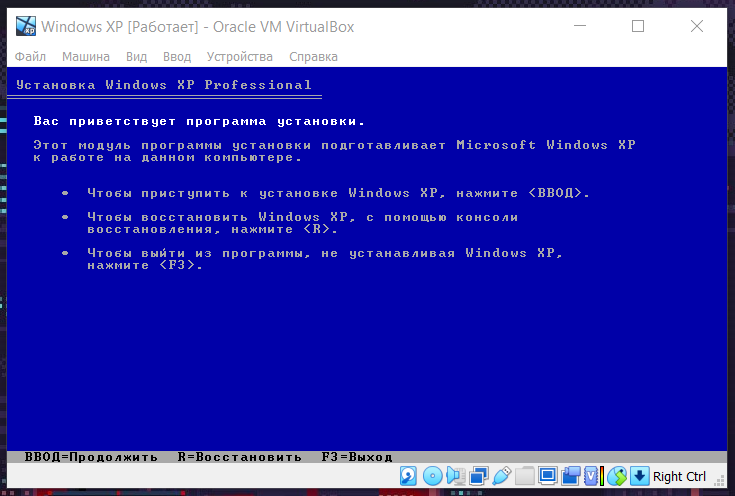 Windows XP [Работает] - Oracle VM VirtualBox
Файл Машина Вид Ввод Устройства Справка
Установка Windows XP Professional
Вас приветствует программа установки.
Этот модуль программы установки подготавливает Microsoft Windows XP
к работе на данном компьютере.
• Чтобы приступить к установке Windows XP, нажмите <ВВОД>.
• Чтобы восстановить Windows XP, с помощью консоли
восстановления, нажмите <R>.
• Чтобы выйти из программы, не устанавливая Windows XP,
нажмите <F3>.
ВВОД=Продолжить R=Восстановить F3=Выход
Right Ctrl